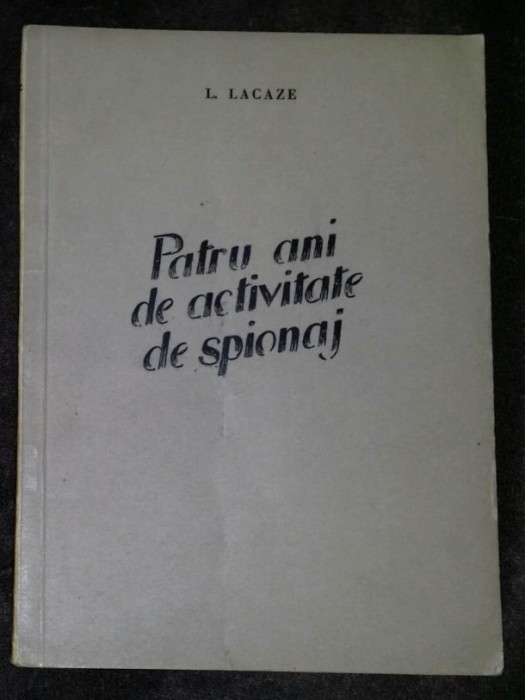 L. LACAZE
Patru ani
de activitate
de spionaj